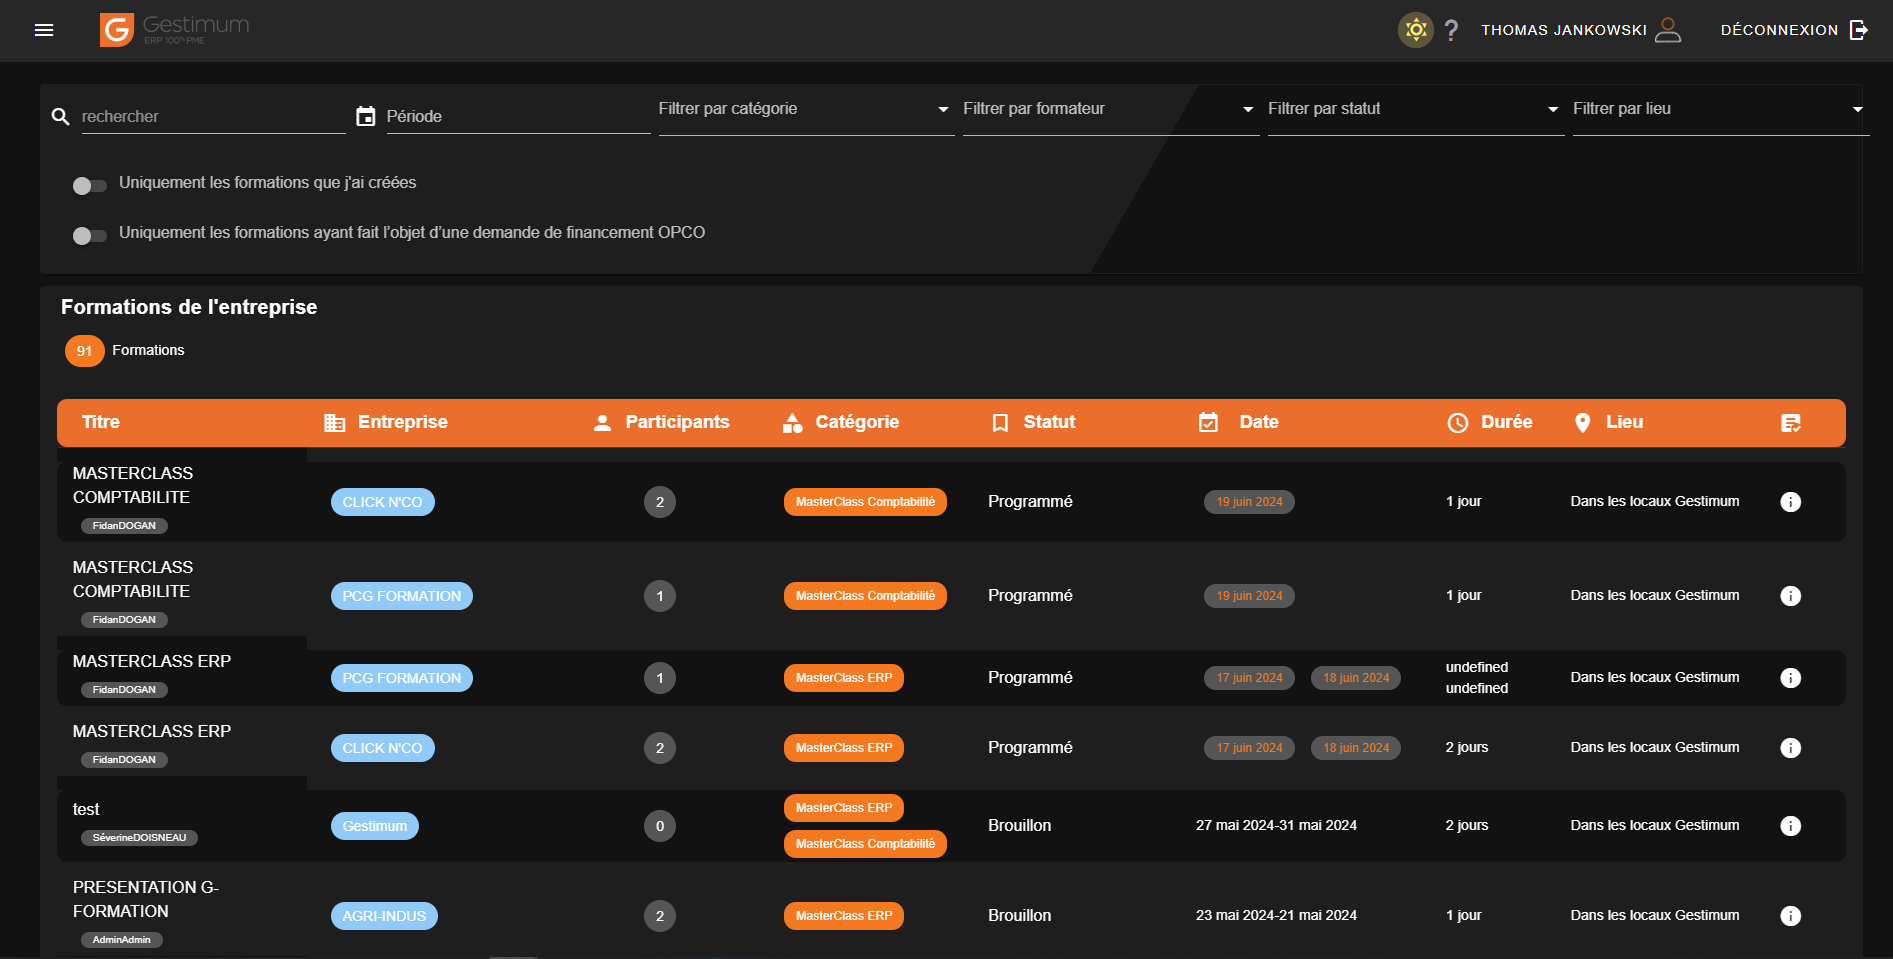 Gestimum
ERP 100% PME
? THOMAS JANKOWSKI DÉCONNEXION
rechercher Période Filtrer par catégorie Filtrer par formateur Filtrer par statut Filtrer par lieu
Uniquement les formations que j'ai créées
Uniquement les formations ayant fait l'objet d'une demande de financement OPCO
Formations de l'entreprise
91 Formations
Titre Entreprise Participants Catégorie Statut Date Durée Lieu
MASTERCLASS
COMPTABILITE
FidanDOGAN
CLICK N'CO 2 MasterClass Comptabilité Programmé 19 juin 2024 1 jour Dans les locaux Gestimum
MASTERCLASS
COMPTABILITE
FidanDOGAN
PCG FORMATION 1 MasterClass Comptabilité Programmé 19 juin 2024 1 jour Dans les locaux Gestimum
MASTERCLASS ERP
FidanDOGAN
PCG FORMATION 1 MasterClass ERP Programmé 17 juin 2024 18 juin 2024 undefined
undefined
Dans les locaux Gestimum
MASTERCLASS ERP
FidanDOGAN
CLICK N'CO 2 MasterClass ERP Programmé 17 juin 2024 18 juin 2024 2 jours Dans les locaux Gestimum
test
SéverineDOISNEAU
Gestimum 0 MasterClass ERP
MasterClass Comptabilité
Brouillon 27 mai 2024-31 mai 2024 2 jours Dans les locaux Gestimum
PRESENTATION G-
FORMATION
AdminAdmin
AGRI-INDUS 2 MasterClass ERP Brouillon 23 mai 2024-21 mai 2024 1 jour Dans les locaux Gestimum